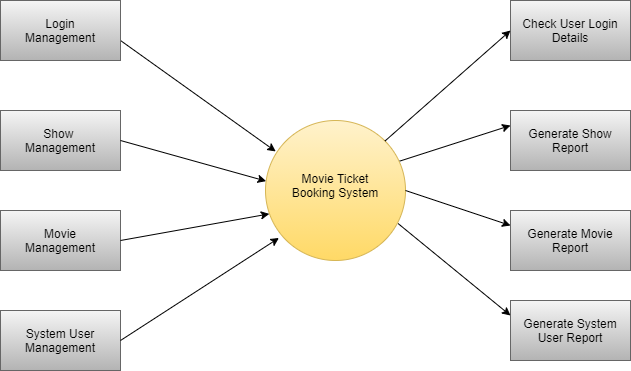 Login
Management
Show
Management
Movie
Management
System User
Management
Movie Ticket
Booking System
Check User Login
Details
Generate Show
Report
Generate Movie
Report
Generate System
User Report